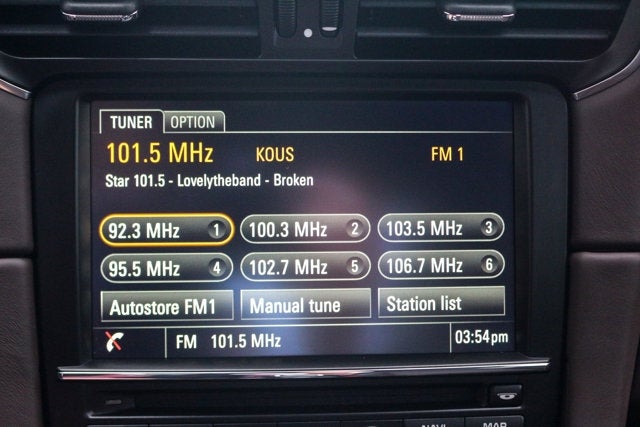 TUNER OPTION
101.5 MHz KOUS FM 1
Star 101.5 - Lovelytheband - Broken
92.3 MHz 1 100.3 MHz 2 103.5 MHz 3
95.5 MHz 4 102.7 MHz 5 106.7 MHz 6
Autostore FM1 Manual tune Station list
FM 101.5 MHz 03:54pm
NAVI MAP